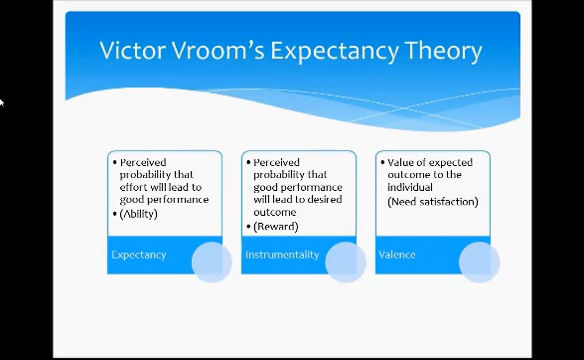 Victor Vroom's Expectancy Theory
• Perceived
probability that
effort will lead to
good performance
• (Ability)
Expectancy
• Perceived
probability that
good performance
will lead to desired
outcome
• (Reward)
Instrumentality
• Value of expected
outcome to the
individual
(Need satisfaction)
Valence